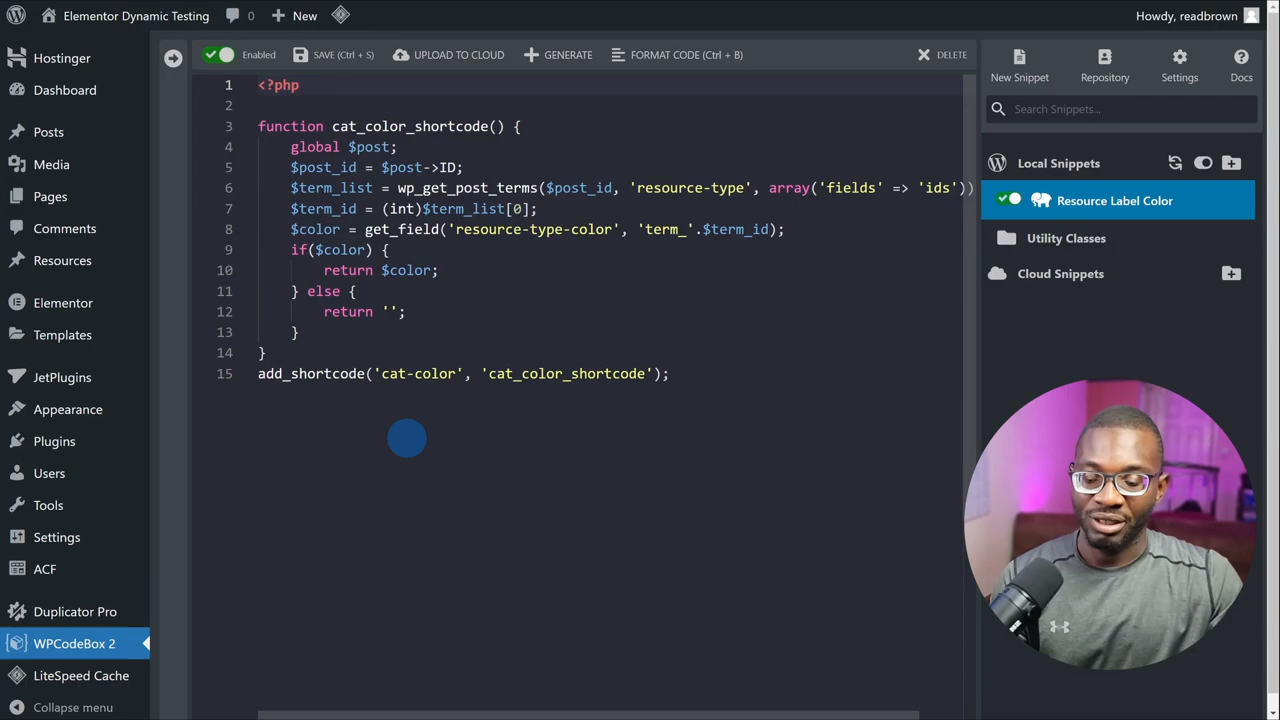 Elementor Dynamic Testing
0
New
Howdy, readbrown
Hostinger
Dashboard
Posts
Media
Pages
Comments
Resources
Elementor
Templates
JetPlugins
Appearance
Plugins
Users
Tools
Settings
ACF
Duplicator Pro
WPCodeBox 2
LiteSpeed Cache
Collapse menu
Enabled
SAVE (Ctrl + S)
UPLOAD TO CLOUD
GENERATE
FORMAT CODE (Ctrl + B)
DELETE
1 <?php
2
3 function cat_color_shortcode() {
4 global $post;
5 $post_id = $post->ID;
6 $term_list = wp_get_post_terms($post_id, 'resource-type', array('fields' => 'ids'))
7 $term_id = (int)$term_list[0];
8 $color = get_field('resource-type-color', 'term_'.$term_id);
9 if($color) {
10 return $color;
11 } else {
12 return '';
13 }
14 }
15 add_shortcode('cat-color', 'cat_color_shortcode');
New Snippet
Repository
Settings
Docs
Search Snippets...
Local Snippets
Resource Label Color
Utility Classes
Cloud Snippets